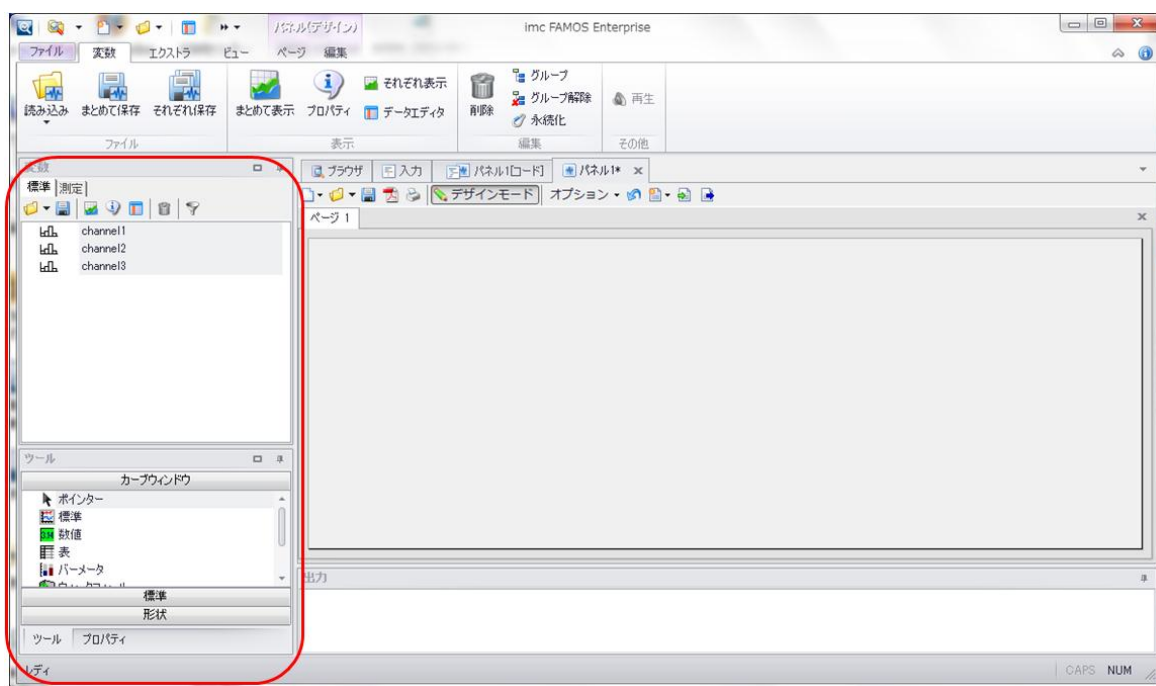 パネル(デザイン)
imc FAMOS Enterprise
ファイル 変数 エクストラ ビュー ページ 編集
読み込み まとめて保存 それぞれ保存 まとめて表示 プロパティ それぞれ表示 データエディタ 削除 グループ グループ解除 永続化 再生
ファイル 表示 編集 その他
変数
標準 測定
channel1
channel2
channel3
ツール
カーブウィンドウ
ポインター
標準
数値
表
バーメータ
標準
形状
ツール プロパティ
ブラウザ 入力 パネル1[コード] パネル1*
デザインモード オプション
ページ 1
出力
レディ
CAPS NUM